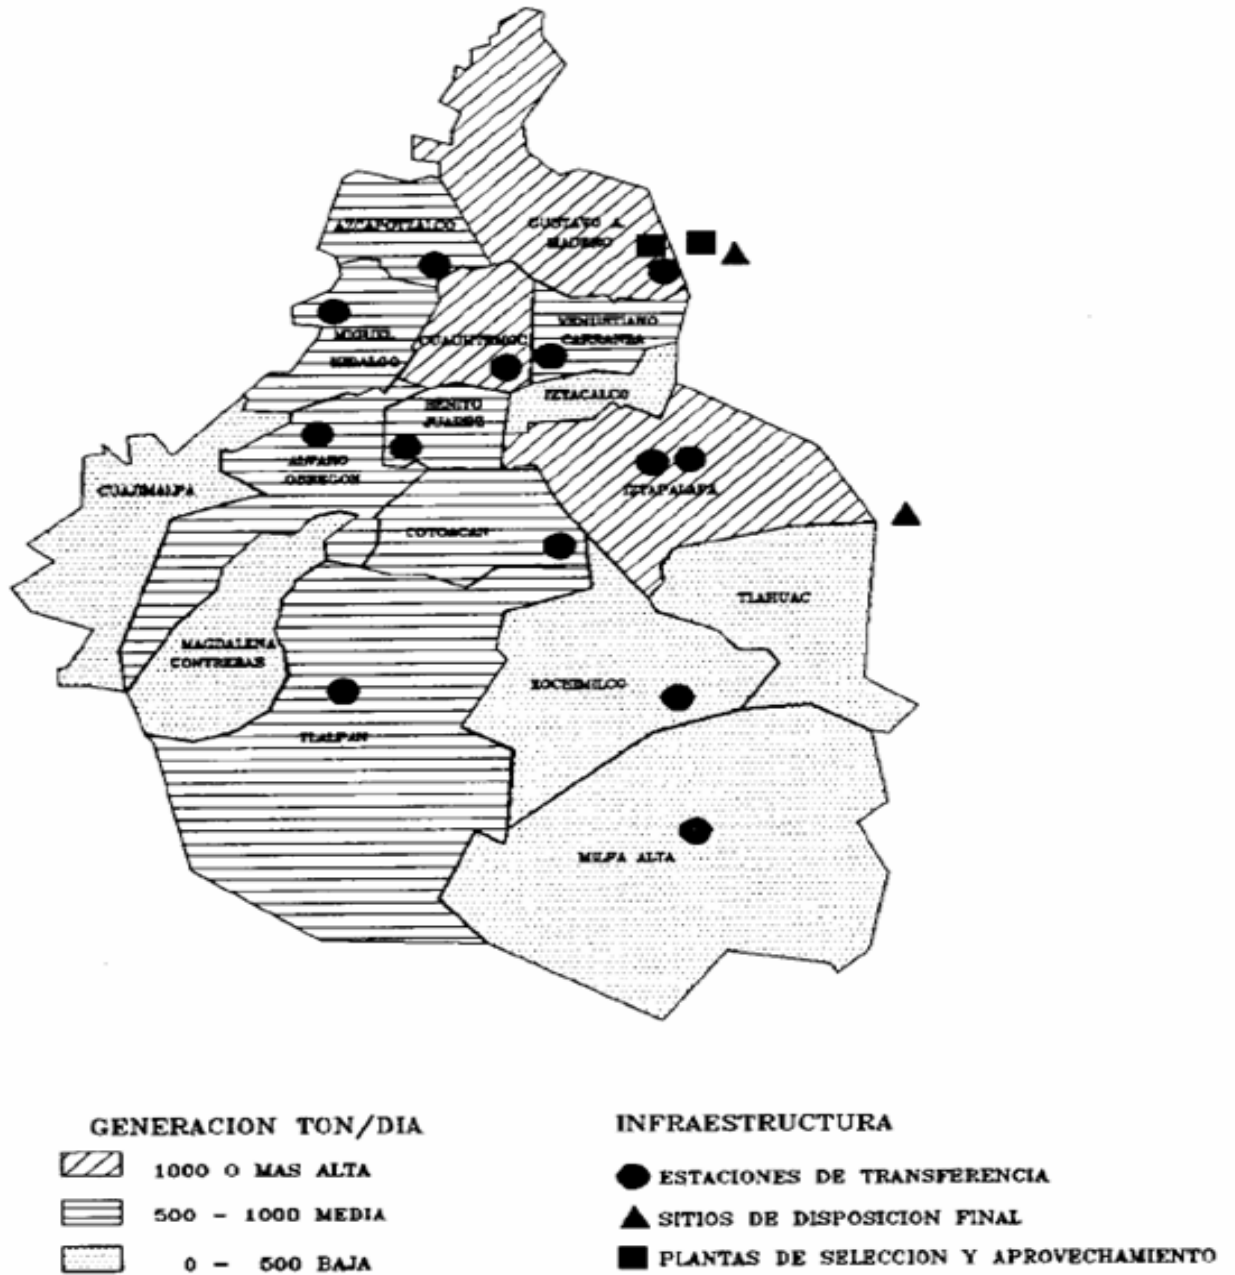 AZCAPOTZALCO
GUSTAVO A.
MADERO
MIGUEL
HIDALGO
CUAUHTEMOC
VENUSTIANO
CARRANZA
IZTACALCO
BENITO
JUAREZ
ALVARO
OBREGON
CUAJIMALPA
IZTAPALAPA
COYOACAN
TLAHUAC
MAGDALENA
CONTRERAS
XOCHIMILCO
TLALPAN
MILPA ALTA
GENERACION TON/DIA
1000 O MAS ALTA
500 - 1000 MEDIA
0 - 500 BAJA
INFRAESTRUCTURA
ESTACIONES DE TRANSFERENCIA
SITIOS DE DISPOSICION FINAL
PLANTAS DE SELECCION Y APROVECHAMIENTO